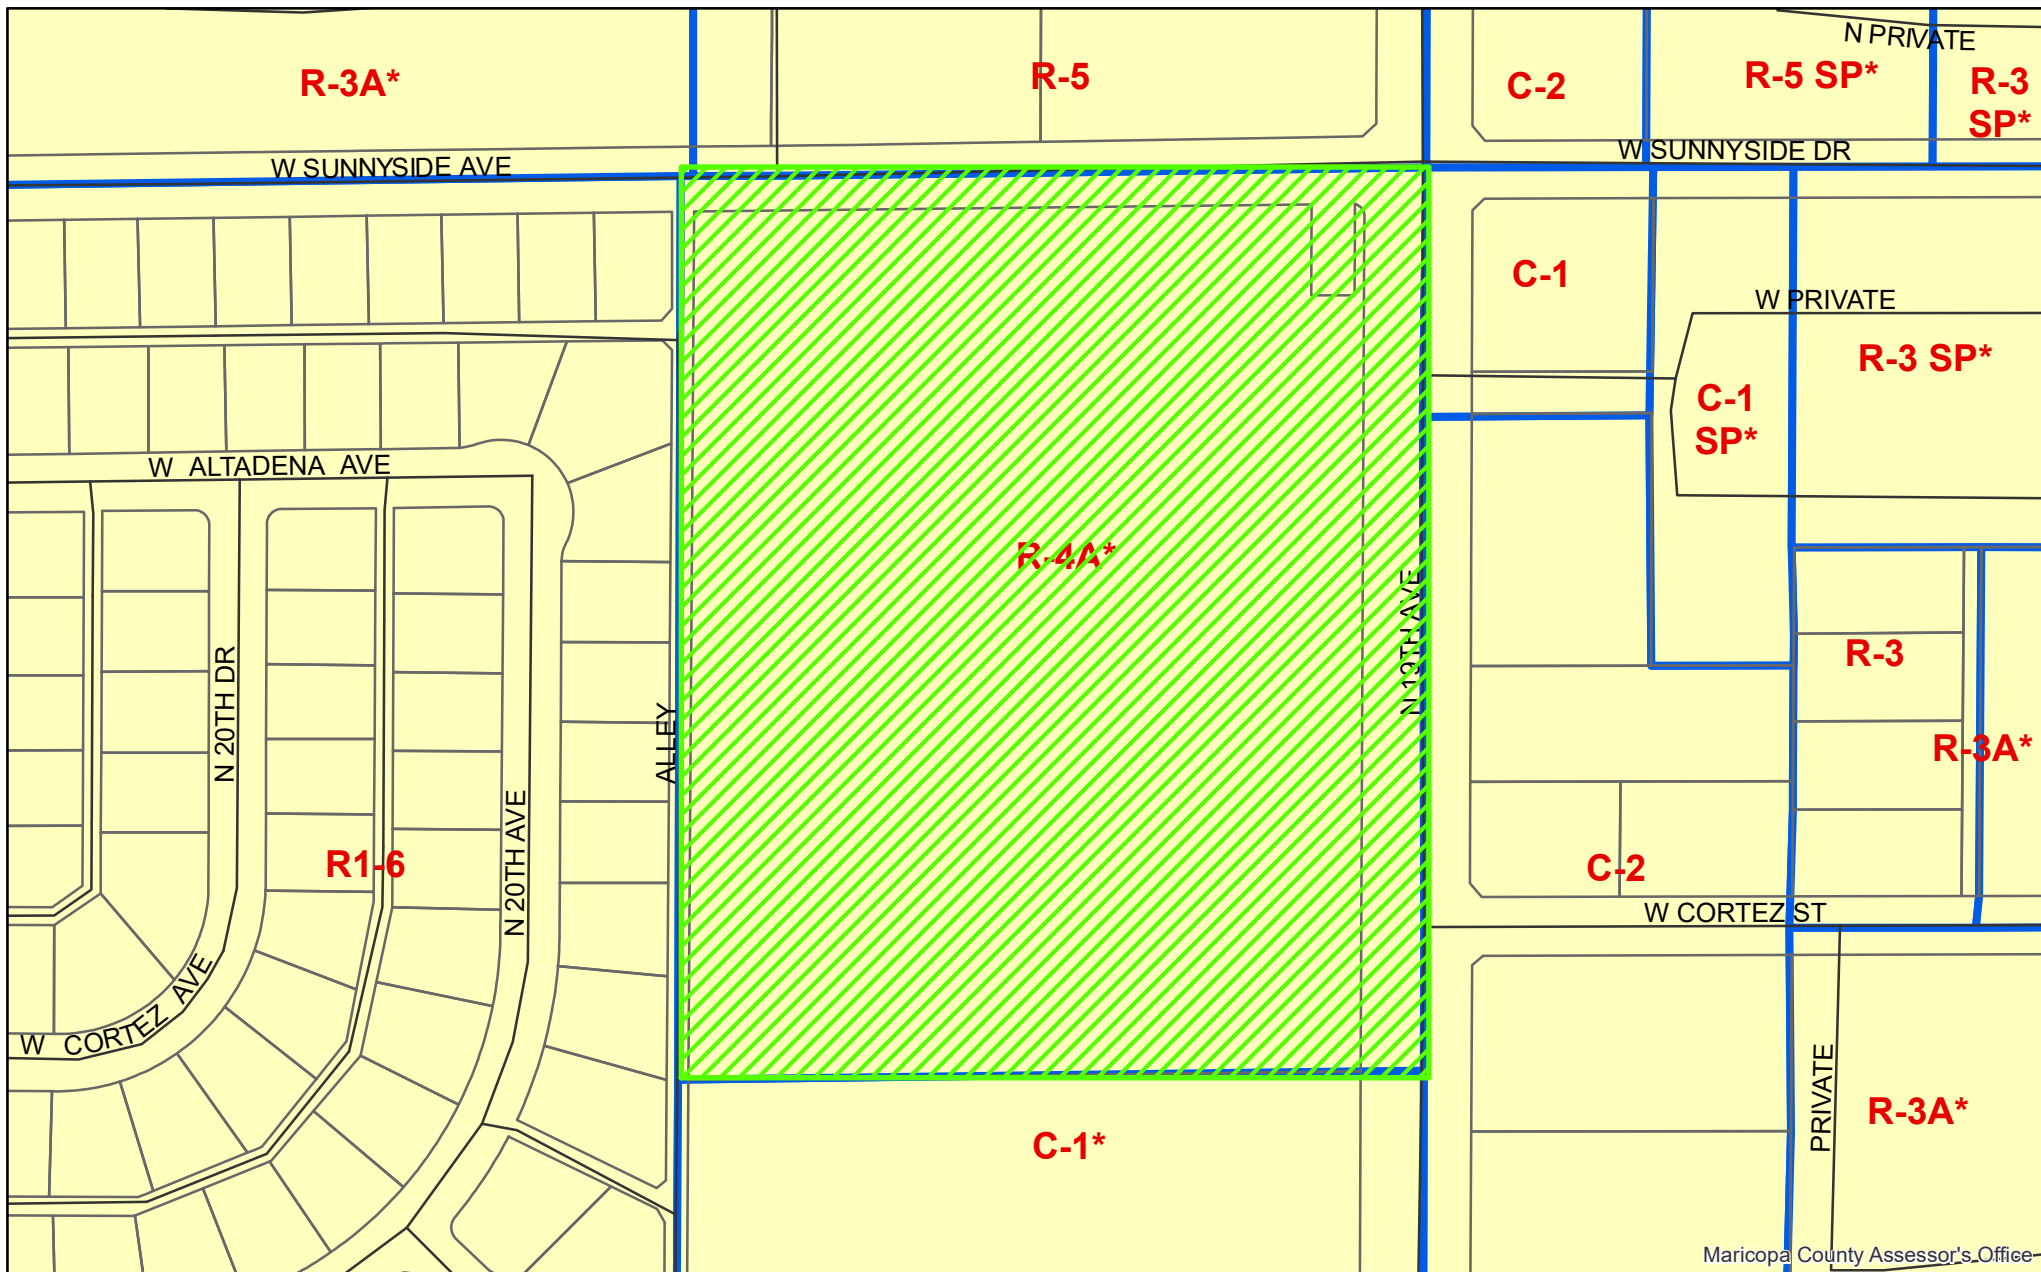 N PRIVATE
R-3A*
R-5
C-2
R-5 SP*
R-3
SP*
W SUNNYSIDE AVE
W SUNNYSIDE DR
C-1
W PRIVATE
R-3 SP*
C-1
SP*
W ALTADENA AVE
R-4A*
N 19TH AVE
N 20TH DR
R-3
ALLEY
R-3A*
N 20TH AVE
R1-6
C-2
W CORTEZ ST
W CORTEZ AVE
PRIVATE
R-3A*
C-1*
Maricopa County Assessor's Office